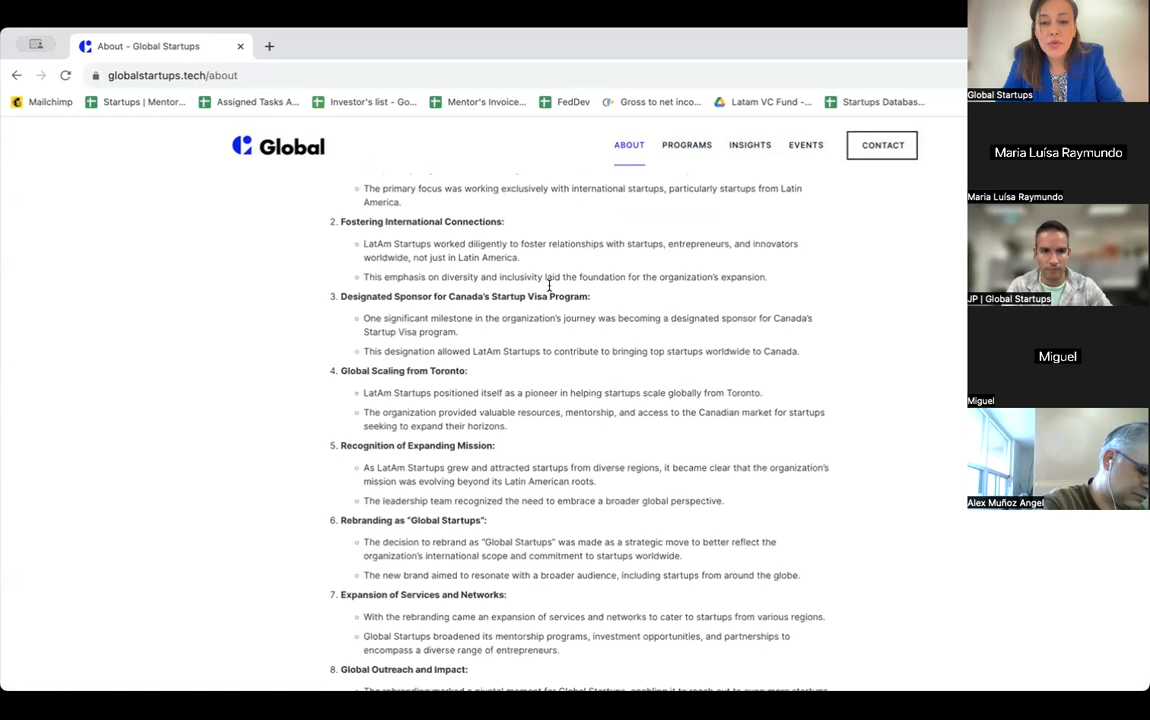 About - Global Startups
globalstartups.tech/about
Mailchimp
Startups | Mentor...
Assigned Tasks A...
Investor's list - Go...
Mentor's Invoice...
FedDev
Gross to net inco...
Latam VC Fund -...
Startups Databas...
Global
ABOUT
PROGRAMS
INSIGHTS
EVENTS
CONTACT
The primary focus was working exclusively with international startups, particularly startups from Latin
America.
2. Fostering International Connections:
LatAm Startups worked diligently to foster relationships with startups, entrepreneurs, and innovators
worldwide, not just in Latin America.
This emphasis on diversity and inclusivity laid the foundation for the organization's expansion.
3. Designated Sponsor for Canada's Startup Visa Program:
One significant milestone in the organization's journey was becoming a designated sponsor for Canada's
Startup Visa program.
This designation allowed LatAm Startups to contribute to bringing top startups worldwide to Canada.
4. Global Scaling from Toronto:
LatAm Startups positioned itself as a pioneer in helping startups scale globally from Toronto.
The organization provided valuable resources, mentorship, and access to the Canadian market for startups
seeking to expand their horizons.
5. Recognition of Expanding Mission:
As LatAm Startups grew and attracted startups from diverse regions, it became clear that the organization's
mission was evolving beyond its Latin American roots.
The leadership team recognized the need to embrace a broader global perspective.
6. Rebranding as "Global Startups":
The decision to rebrand as "Global Startups" was made as a strategic move to better reflect the
organization's international scope and commitment to startups worldwide.
The new brand aimed to resonate with a broader audience, including startups from around the globe.
7. Expansion of Services and Networks:
With the rebranding came an expansion of services and networks to cater to startups from various regions.
Global Startups broadened its mentorship programs, investment opportunities, and partnerships to
encompass a diverse range of entrepreneurs.
8. Global Outreach and Impact:
Global Startups
Maria Luísa Raymundo
Maria Luísa Raymundo
JP | Global Startups
Miguel
Miguel
Alex Muñoz Angel